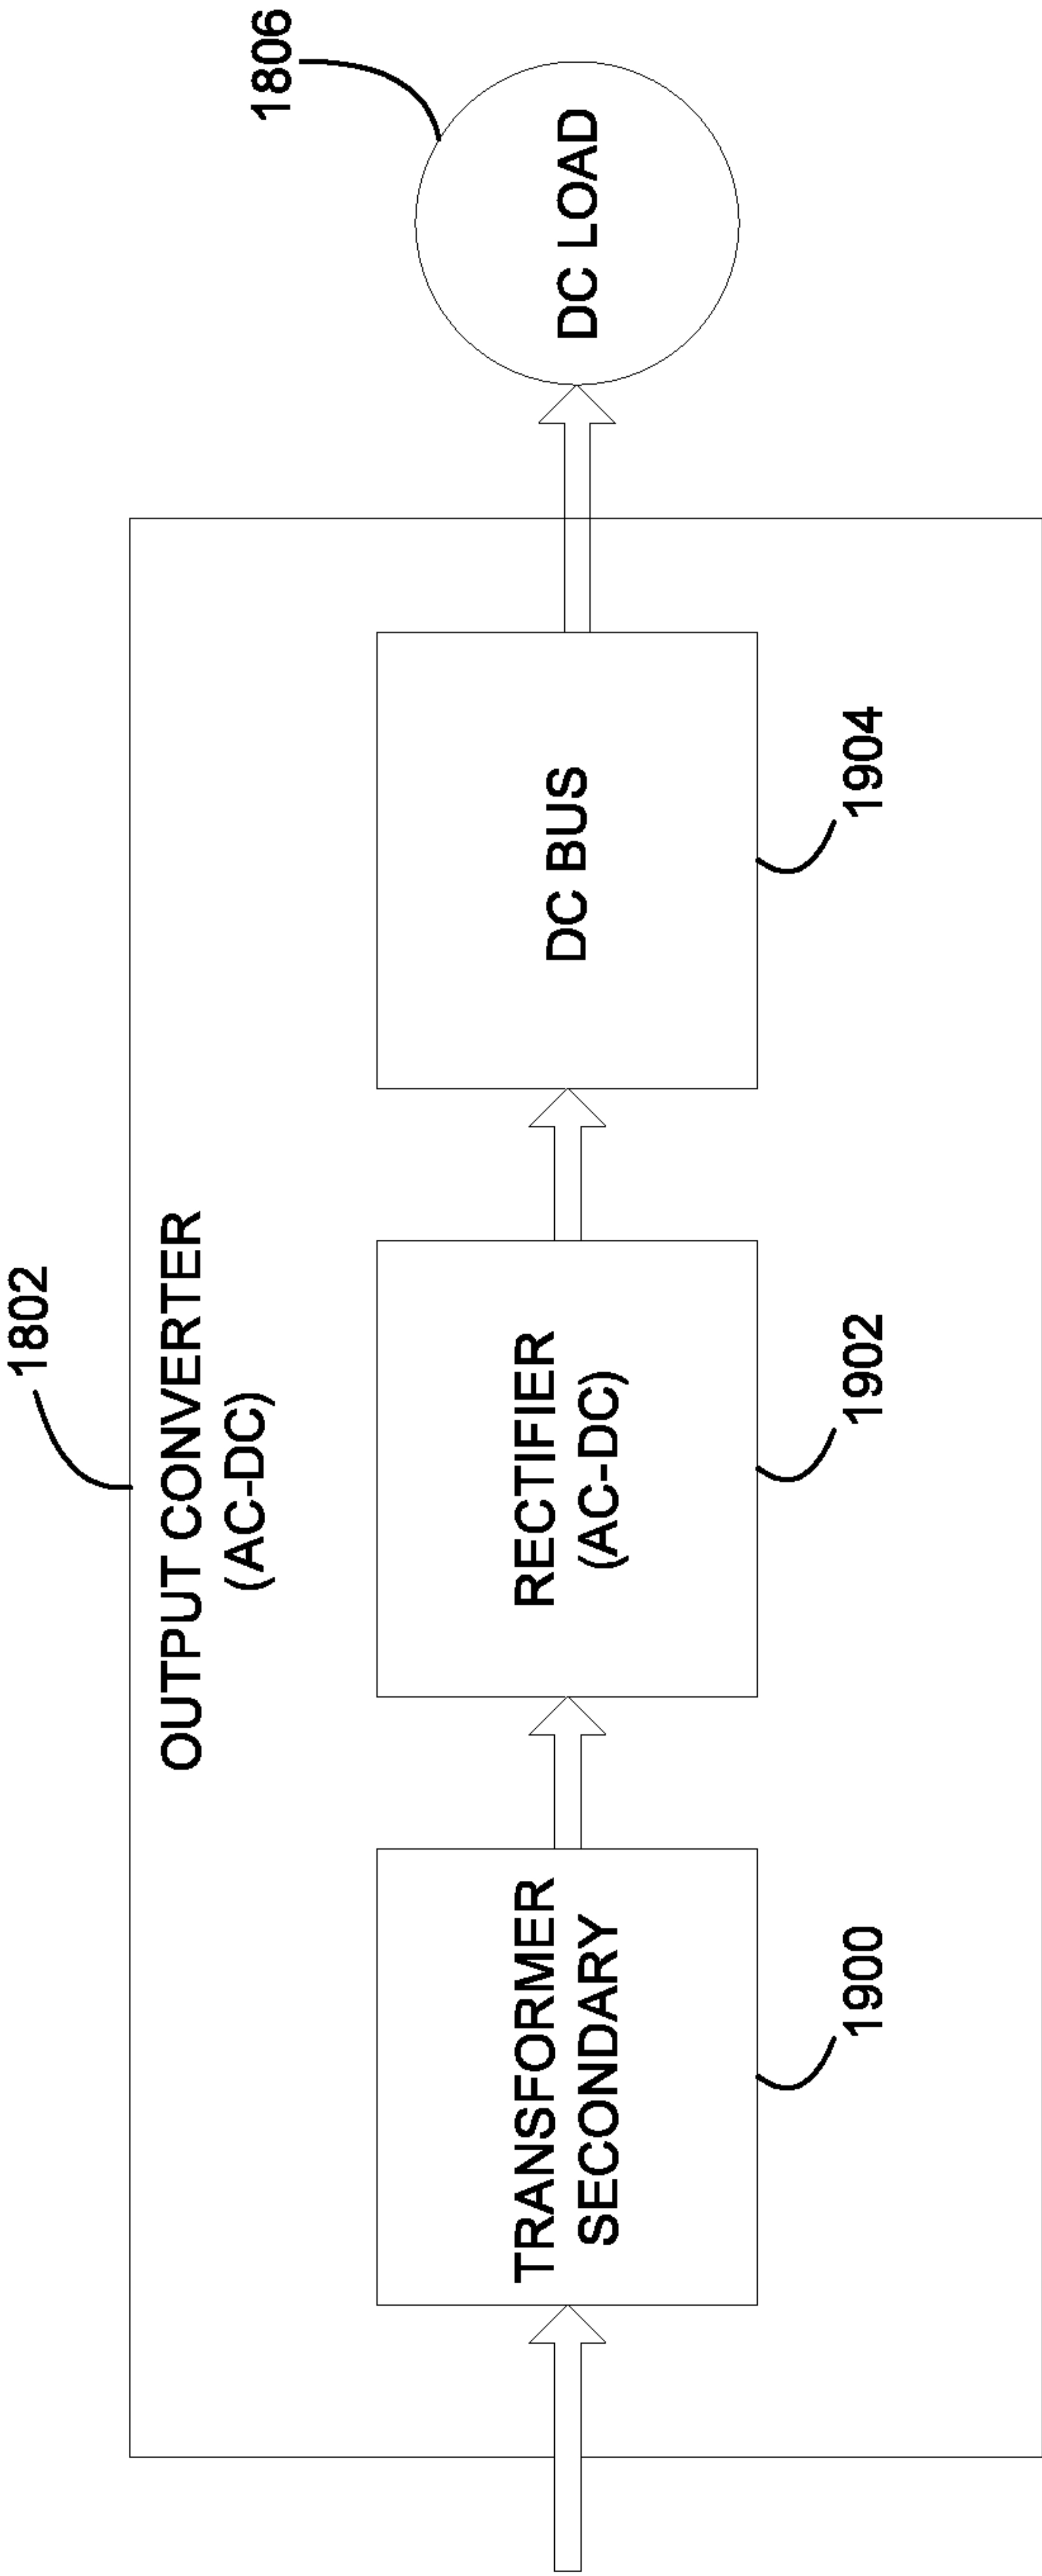 1802
OUTPUT CONVERTER
(AC-DC)
TRANSFORMER
SECONDARY
1900
RECTIFIER
(AC-DC)
1902
DC BUS
1904
DC LOAD
1806